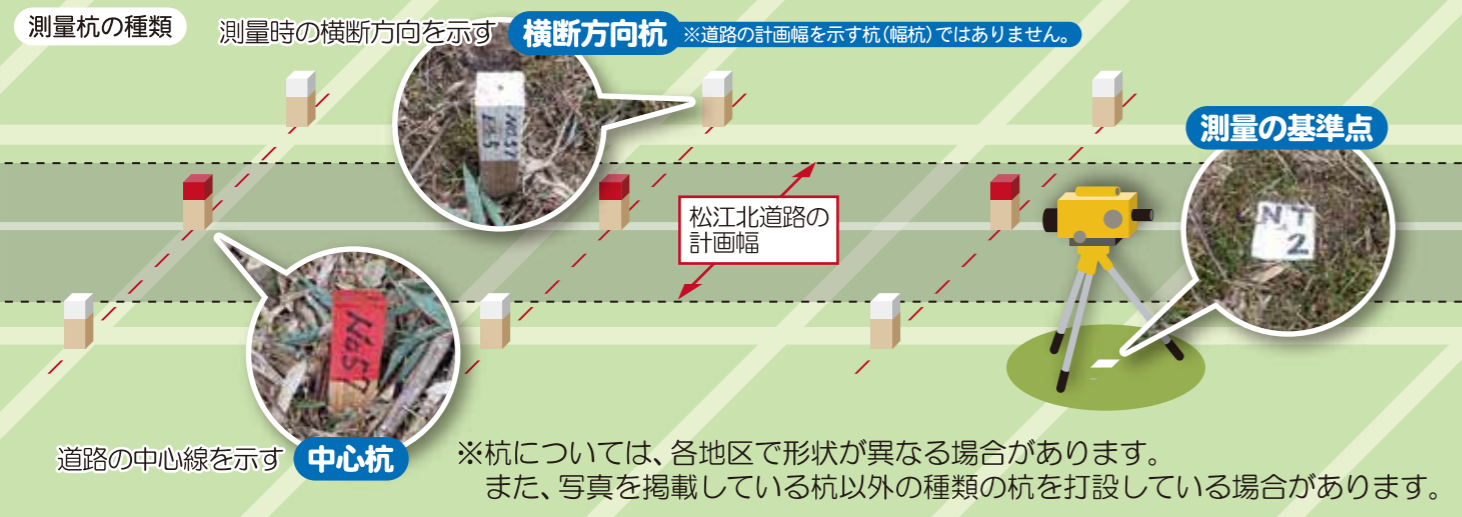 測量杭の種類
測量時の横断方向を示す 横断方向杭 ※道路の計画幅を示す杭(幅杭)ではありません。
測量の基準点
No.57
NT
2
松江北道路の
計画幅
No57
道路の中心線を示す 中心杭
※杭については、各地区で形状が異なる場合があります。
また、写真を掲載している杭以外の種類の杭を打設している場合があります。